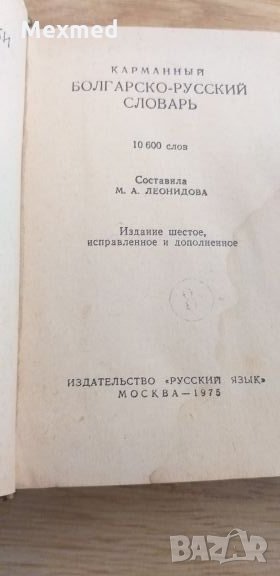 Mexmed
КАРМАННЫЙ
БОЛГАРСКО-РУССКИЙ
СЛОВАРЬ
10 600 слов
Составила
М. А. ЛЕОНИДОВА
Издание шестое,
исправленное и дополненное
ИЗДАТЕЛЬСТВО «РУССКИЙ ЯЗЫК»
МОСКВА — 1975
BAZAR